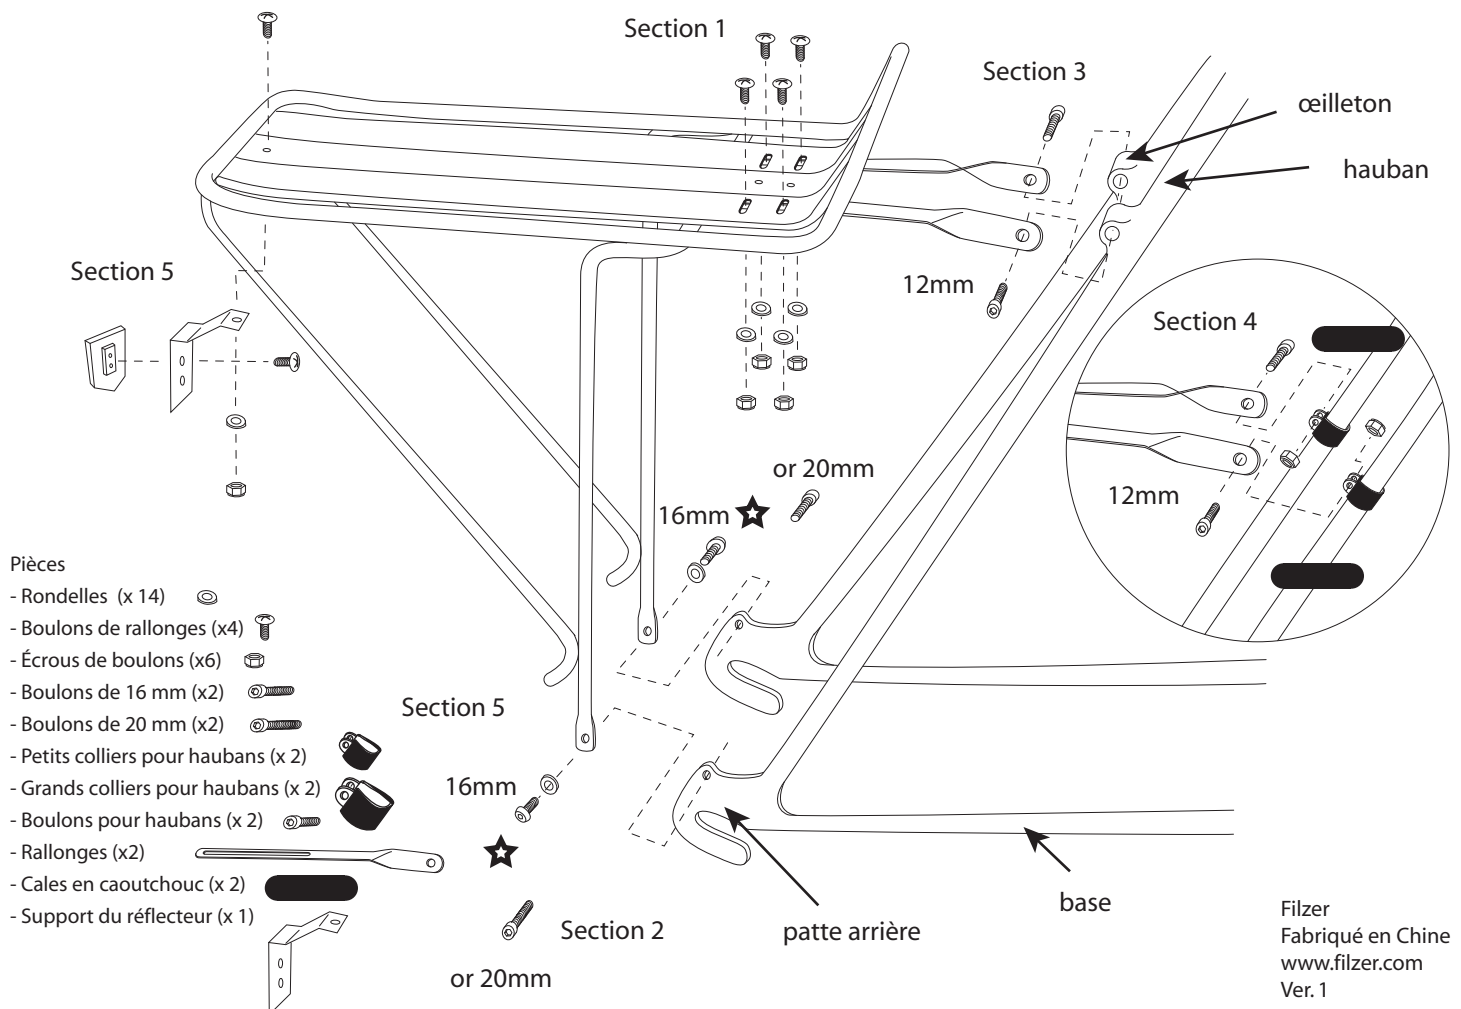 Section 1
Section 3
œilleton
hauban
Section 5
12mm
Section 4
12mm
or 20mm
16mm
Pièces
- Rondelles (x 14)
- Boulons de rallonges (x4)
- Écrous de boulons (x6)
- Boulons de 16 mm (x2)
- Boulons de 20 mm (x2)
- Petits colliers pour haubans (x 2)
- Grands colliers pour haubans (x 2)
- Boulons pour haubans (x 2)
- Rallonges (x2)
- Cales en caoutchouc (x 2)
- Support du réflecteur (x 1)
Section 5
16mm
Section 2
or 20mm
patte arrière
base
Filzer
Fabriqué en Chine
www.filzer.com
Ver. 1